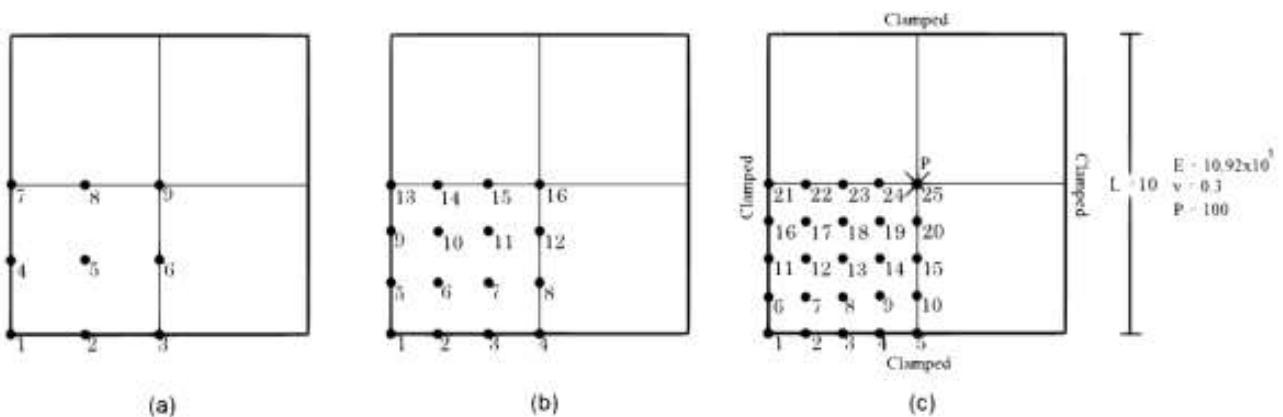 Clamped
P
7 8 9
13 14 15 16
21 22 23 24 25
Clamped
Clamped
L 10
E - 10.92x10⁵
ν - 0.3
P - 100
9 10 11 12
16 17 18 19 20
4 5 6
11 12 13 14 15
5 6 7 8
6 7 8 9 10
1 2 3
1 2 3 4
1 2 3 4 5
Clamped
(a) (b) (c)